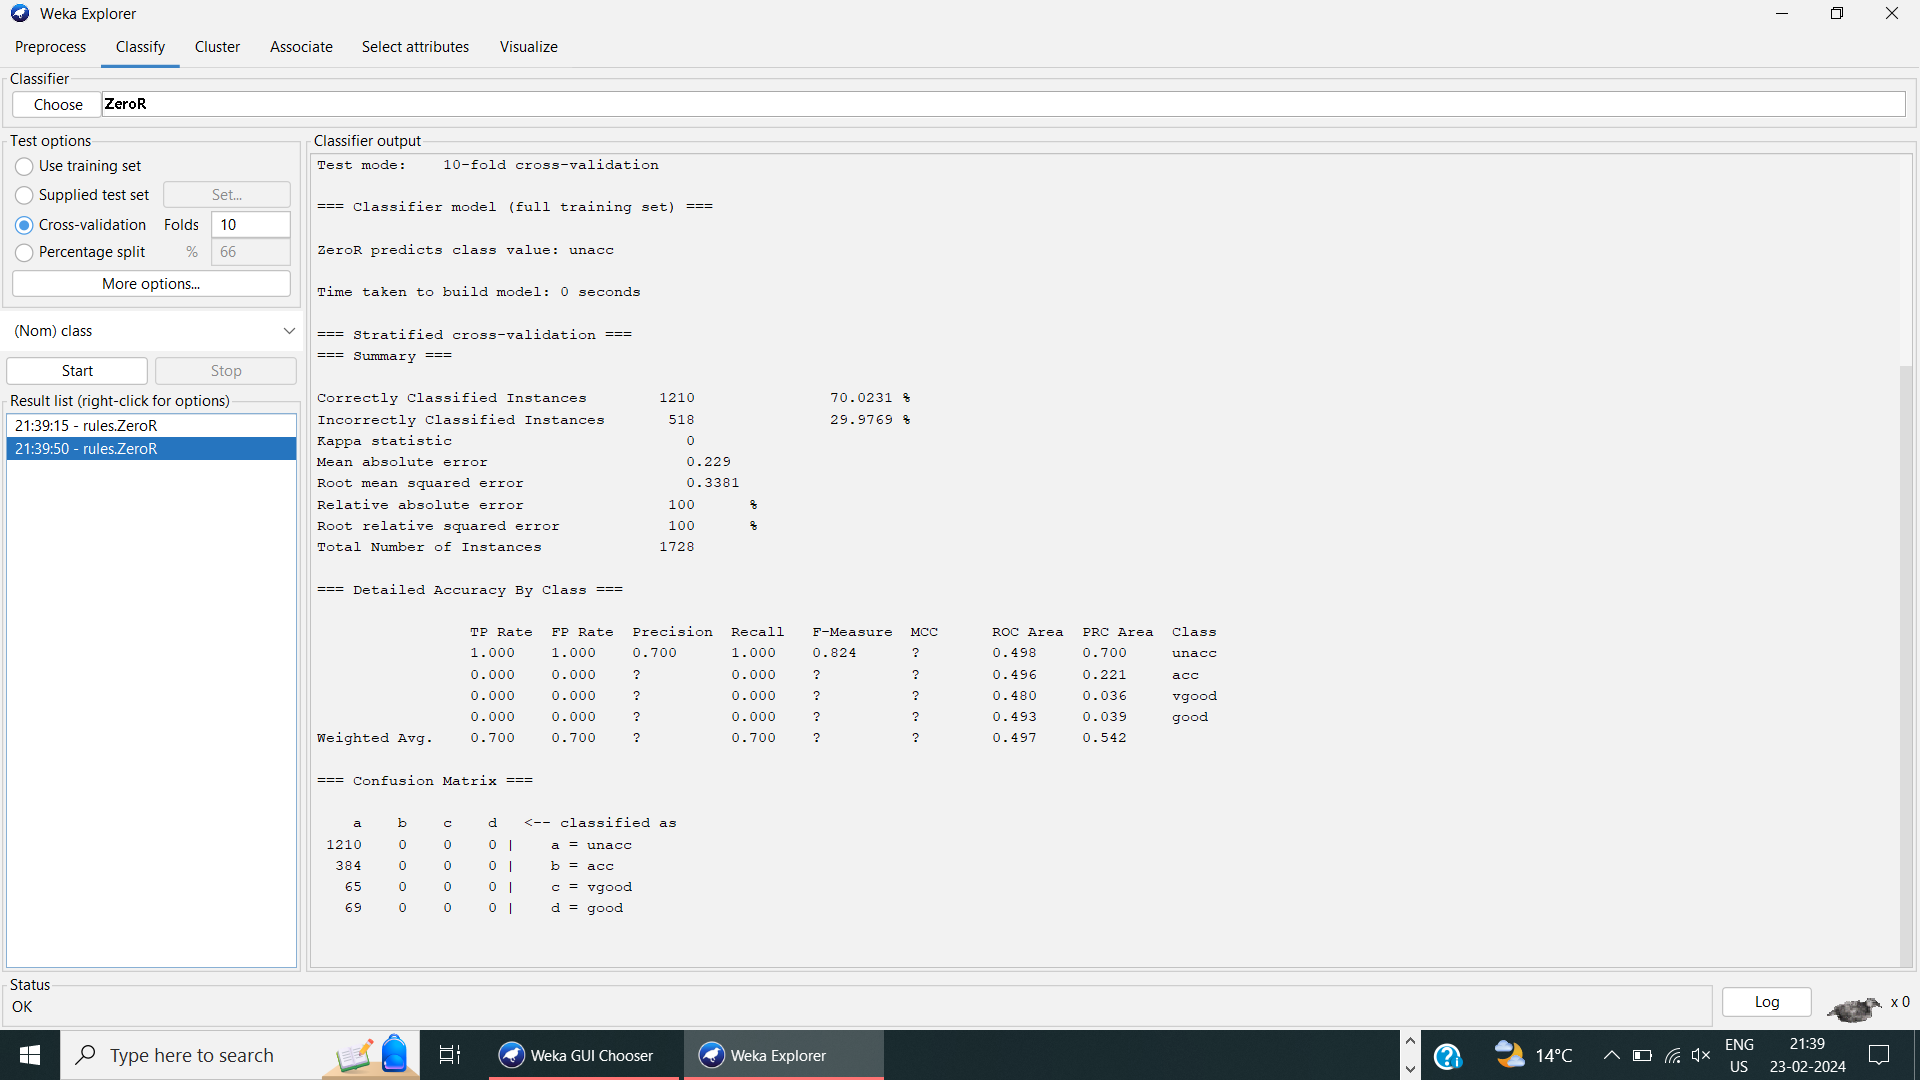 Weka Explorer
Preprocess Classify Cluster Associate Select attributes Visualize
Classifier
Choose ZeroR
Test options
Use training set
Supplied test set Set...
Cross-validation Folds 10
Percentage split % 66
More options...
(Nom) class
Start Stop
Result list (right-click for options)
21:39:15 - rules.ZeroR
21:39:50 - rules.ZeroR
Classifier output
Test mode: 10-fold cross-validation
=== Classifier model (full training set) ===
ZeroR predicts class value: unacc
Time taken to build model: 0 seconds
=== Stratified cross-validation ===
=== Summary ===
Correctly Classified Instances 1210 70.0231 %
Incorrectly Classified Instances 518 29.9769 %
Kappa statistic 0
Mean absolute error 0.229
Root mean squared error 0.3381
Relative absolute error 100 %
Root relative squared error 100 %
Total Number of Instances 1728
=== Detailed Accuracy By Class ===
TP Rate FP Rate Precision Recall F-Measure MCC ROC Area PRC Area Class
1.000 1.000 0.700 1.000 0.824 ? 0.498 0.700 unacc
0.000 0.000 ? 0.000 ? ? 0.496 0.221 acc
0.000 0.000 ? 0.000 ? ? 0.480 0.036 vgood
0.000 0.000 ? 0.000 ? ? 0.493 0.039 good
Weighted Avg. 0.700 0.700 ? 0.700 ? ? 0.497 0.542
=== Confusion Matrix ===
a b c d <-- classified as
1210 0 0 0 | a = unacc
384 0 0 0 | b = acc
65 0 0 0 | c = vgood
69 0 0 0 | d = good
Status
OK
Log x 0
Type here to search Weka GUI Chooser Weka Explorer 14°C ENG US 21:39 23-02-2024